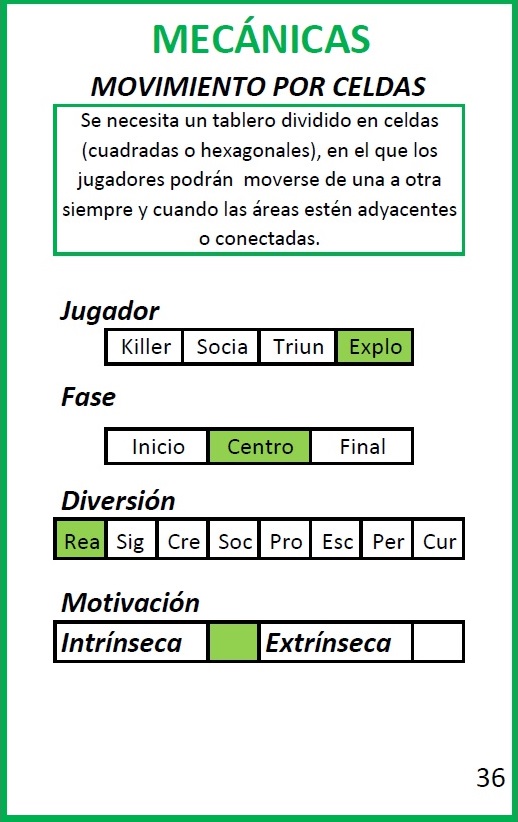 MECÁNICAS
MOVIMIENTO POR CELDAS
Se necesita un tablero dividido en celdas
(cuadradas o hexagonales), en el que los
jugadores podrán moverse de una a otra
siempre y cuando las áreas estén adyacentes
o conectadas.
Jugador
Killer Socia Triun Explo
Fase
Inicio Centro Final
Diversión
Rea Sig Cre Soc Pro Esc Per Cur
Motivación
Intrínseca Extrínseca
36